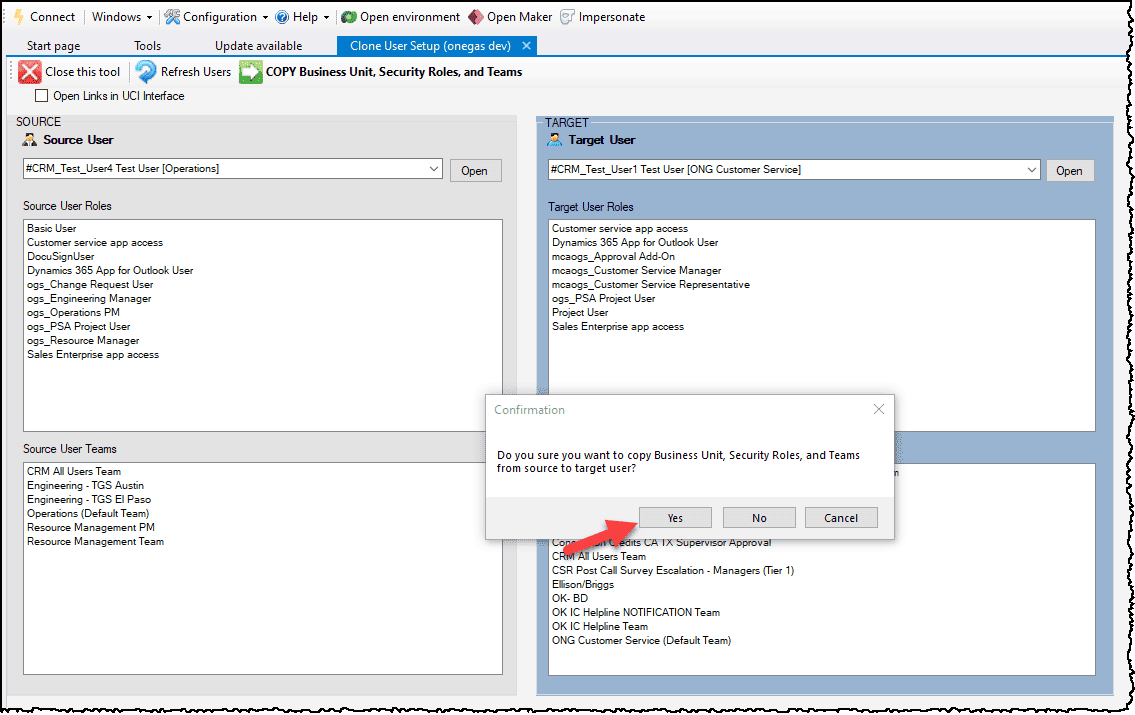 Connect Windows Configuration Help Open environment Open Maker Impersonate
Start page Tools Update available Clone User Setup (onegas dev)
Close this tool Refresh Users COPY Business Unit, Security Roles, and Teams
Open Links in UCI Interface
SOURCE
Source User
#CRM_Test_User4 Test User [Operations] Open
Source User Roles
Basic User
Customer service app access
DocuSignUser
Dynamics 365 App for Outlook User
ogs_Change Request User
ogs_Engineering Manager
ogs_Operations PM
ogs_PSA Project User
ogs_Resource Manager
Sales Enterprise app access
Source User Teams
CRM All Users Team
Engineering - TGS Austin
Engineering - TGS El Paso
Operations (Default Team)
Resource Management PM
Resource Management Team
TARGET
Target User
#CRM_Test_User1 Test User [ONG Customer Service] Open
Target User Roles
Customer service app access
Dynamics 365 App for Outlook User
mcaogs_Approval Add-On
mcaogs_Customer Service Manager
mcaogs_Customer Service Representative
ogs_PSA Project User
Project User
Sales Enterprise app access
Confirmation
Do you sure you want to copy Business Unit, Security Roles, and Teams
from source to target user?
Yes No Cancel
Credits CA TX Supervisor Approval
CRM All Users Team
CSR Post Call Survey Escalation - Managers (Tier 1)
Ellison/Briggs
OK- BD
OK IC Helpline NOTIFICATION Team
OK IC Helpline Team
ONG Customer Service (Default Team)